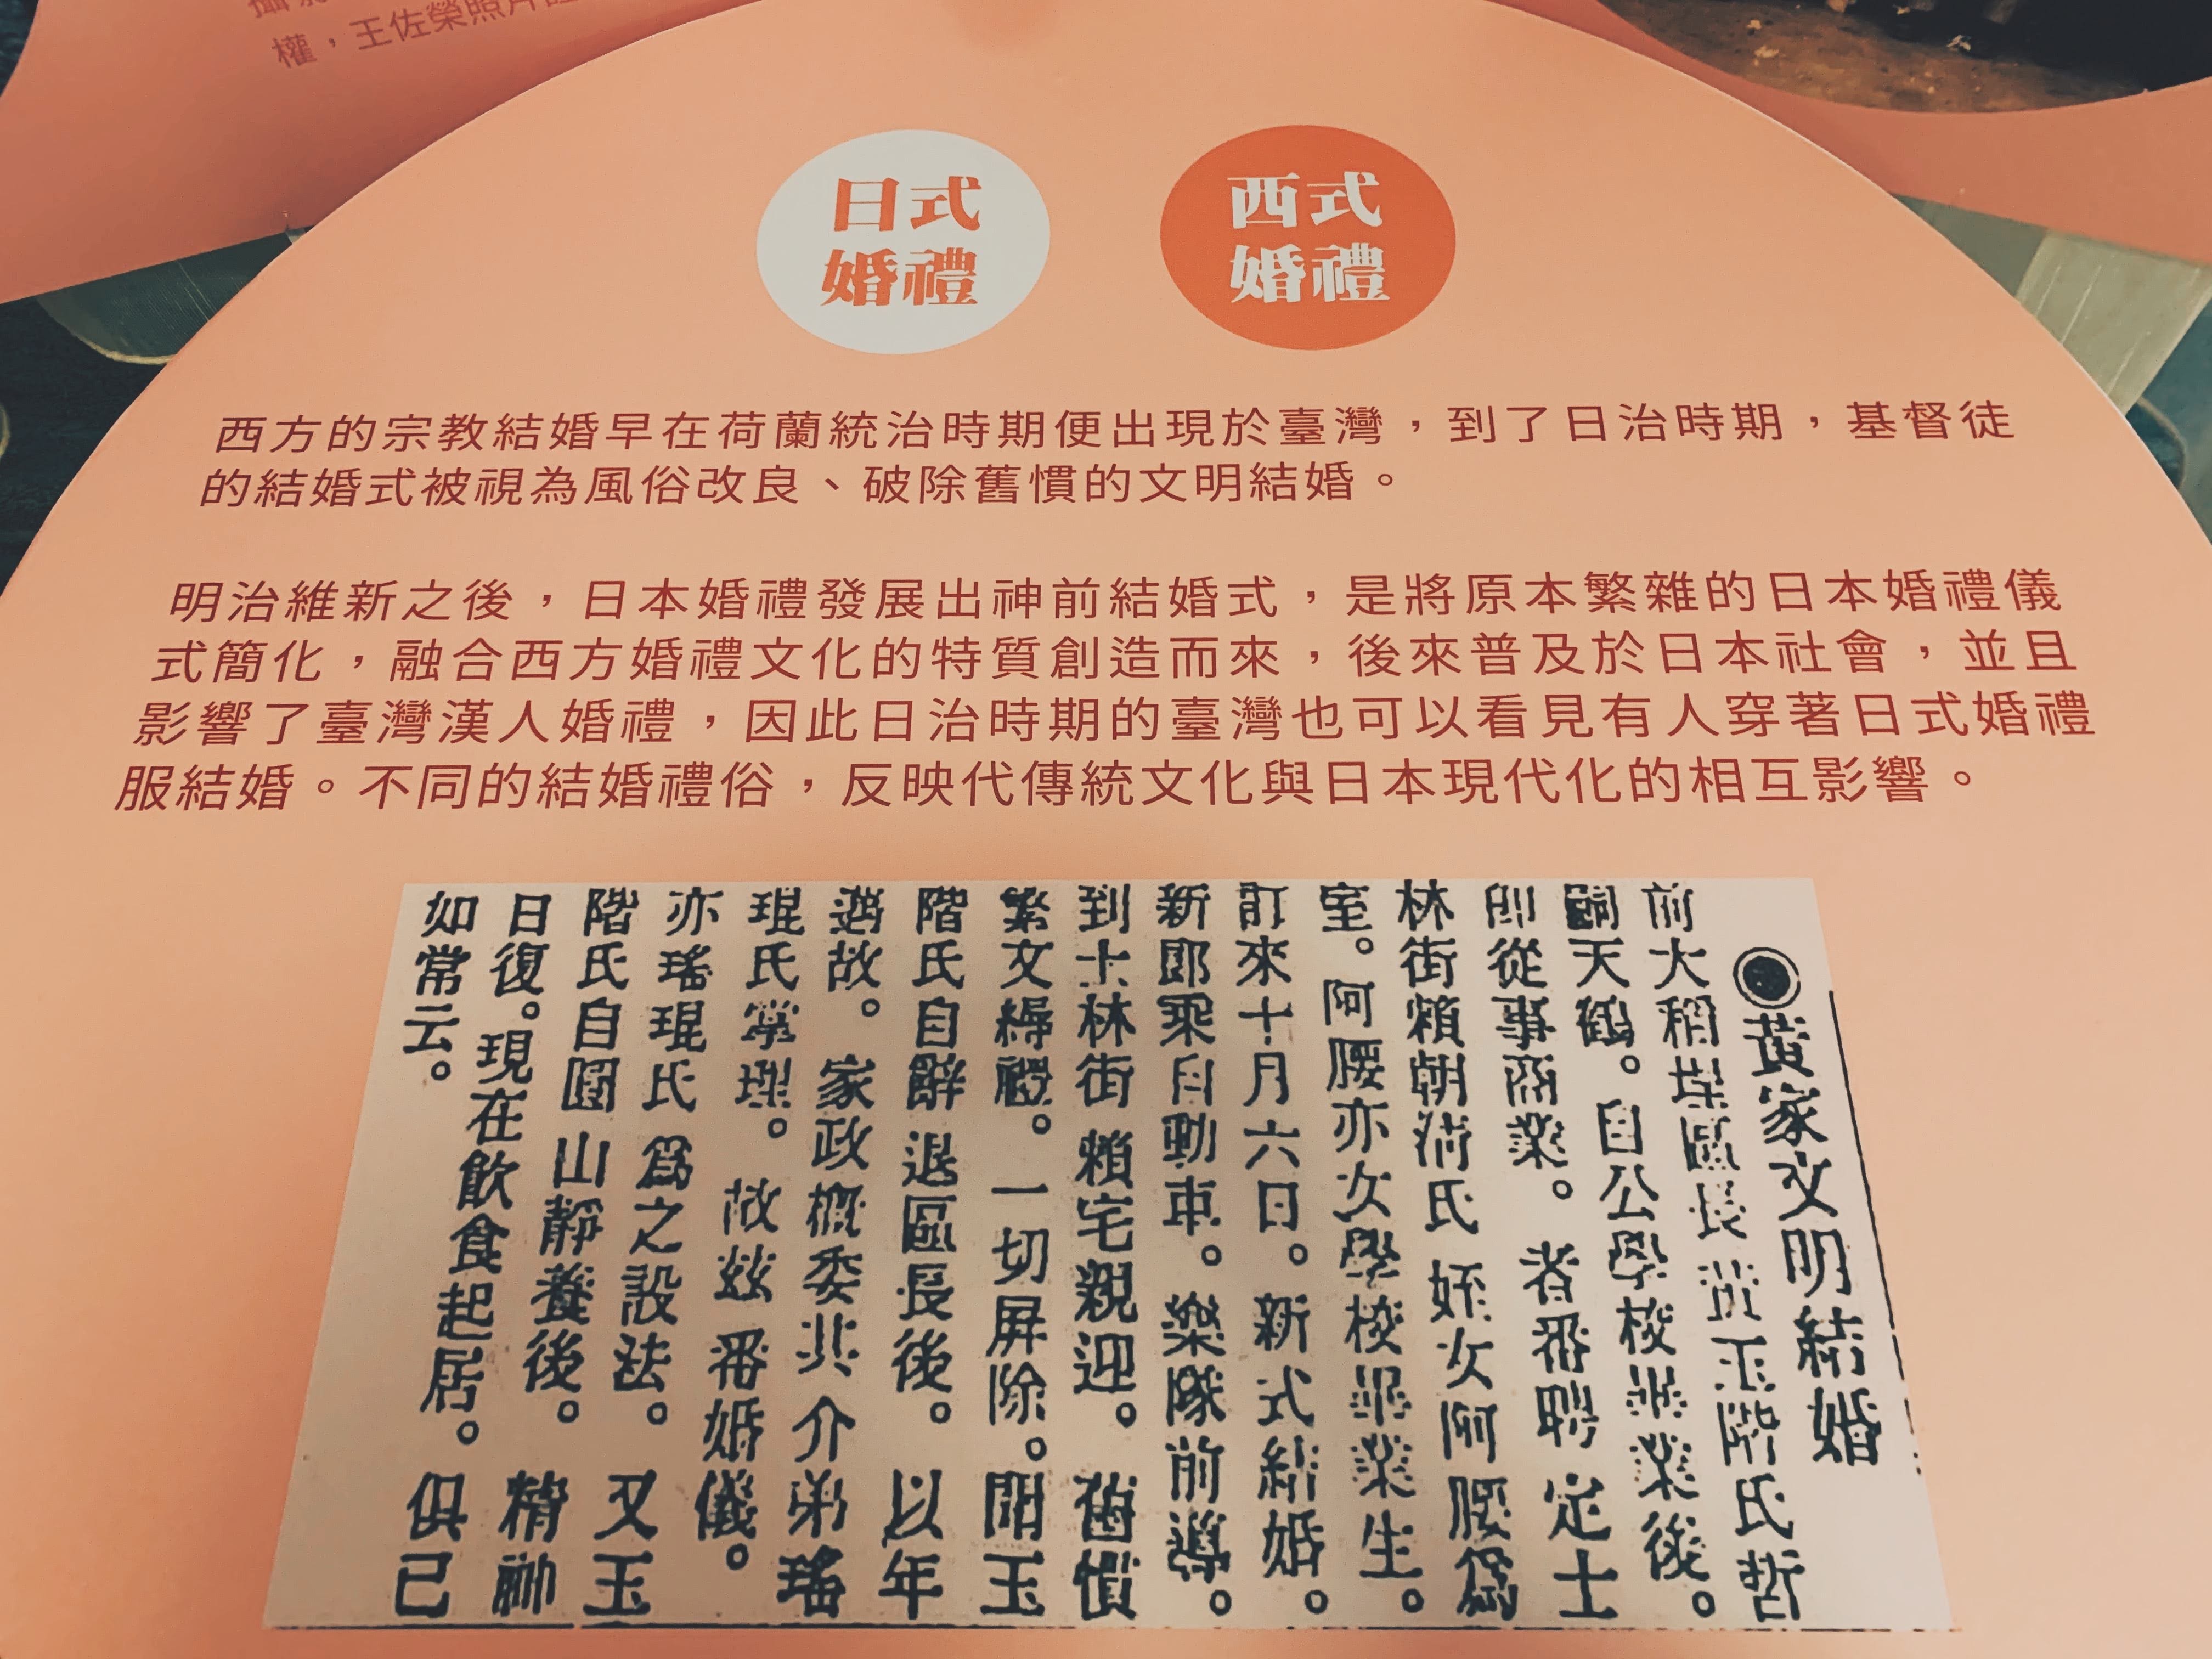 權，王佐榮照片
日式
婚禮
西式
婚禮
西方的宗教結婚早在荷蘭統治時期便出現於臺灣，到了日治時期，基督徒
的結婚式被視為風俗改良、破除舊慣的文明結婚。
明治維新之後，日本婚禮發展出神前結婚式，是將原本繁雜的日本婚禮儀
式簡化，融合西方婚禮文化的特質創造而來，後來普及於日本社會，並且
影響了臺灣漢人婚禮，因此日治時期的臺灣也可以看見有人穿著日式婚禮
服結婚。不同的結婚禮俗，反映代傳統文化與日本現代化的相互影響。
◉黃家文明結婚
前大稻埕區長黃玉階氏哲
嗣天鶴。自公學校畢業後。
即從事商業。者番聘定士
林街賴朝淸氏姪女阿腰爲
室。阿腰亦女學校畢業生。
訂來十月六日。新式結婚。
新郎乘自動車。樂隊前導。
到士林街賴宅親迎。舊慣
繁文縟禮。一切屏除。聞玉
階氏自辭退區長後。以年
邁故。家政槪委共介弟瑤
琨氏掌理。故玆番婚儀。
亦瑤琨氏爲之設法。又玉
階氏自圓山靜養後。精神
日復。現在飮食起居。俱已
如常云。